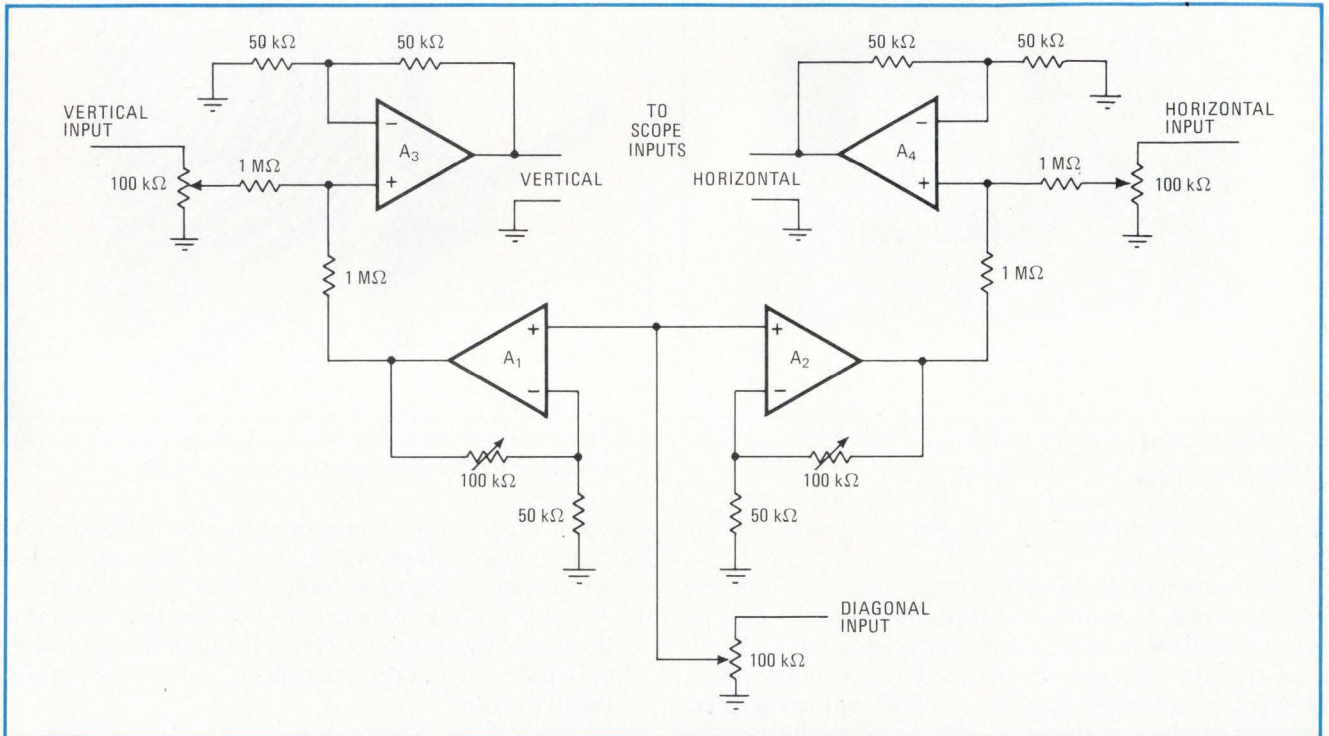 50 kΩ
50 kΩ
50 kΩ
50 kΩ
VERTICAL
INPUT
TO
SCOPE
INPUTS
HORIZONTAL
INPUT
−
A3
+
−
A4
+
1 MΩ
100 kΩ
VERTICAL
HORIZONTAL
1 MΩ
100 kΩ
1 MΩ
1 MΩ
+
A1
−
+
A2
−
100 kΩ
50 kΩ
100 kΩ
50 kΩ
DIAGONAL
INPUT
100 kΩ